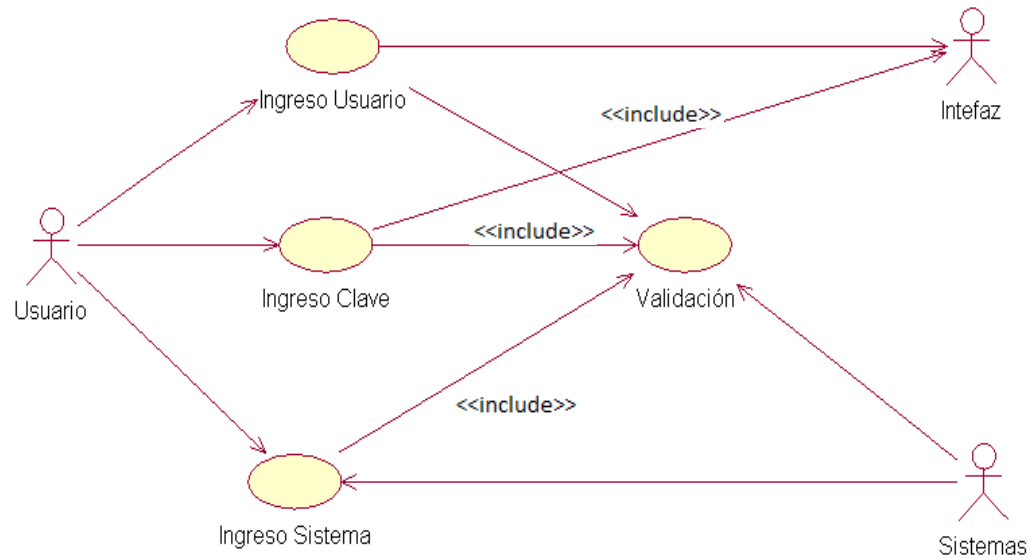 Ingreso Usuario
<<include>>
Intefaz
<<include>>
Usuario
Ingreso Clave
Validación
<<include>>
Ingreso Sistema
Sistemas